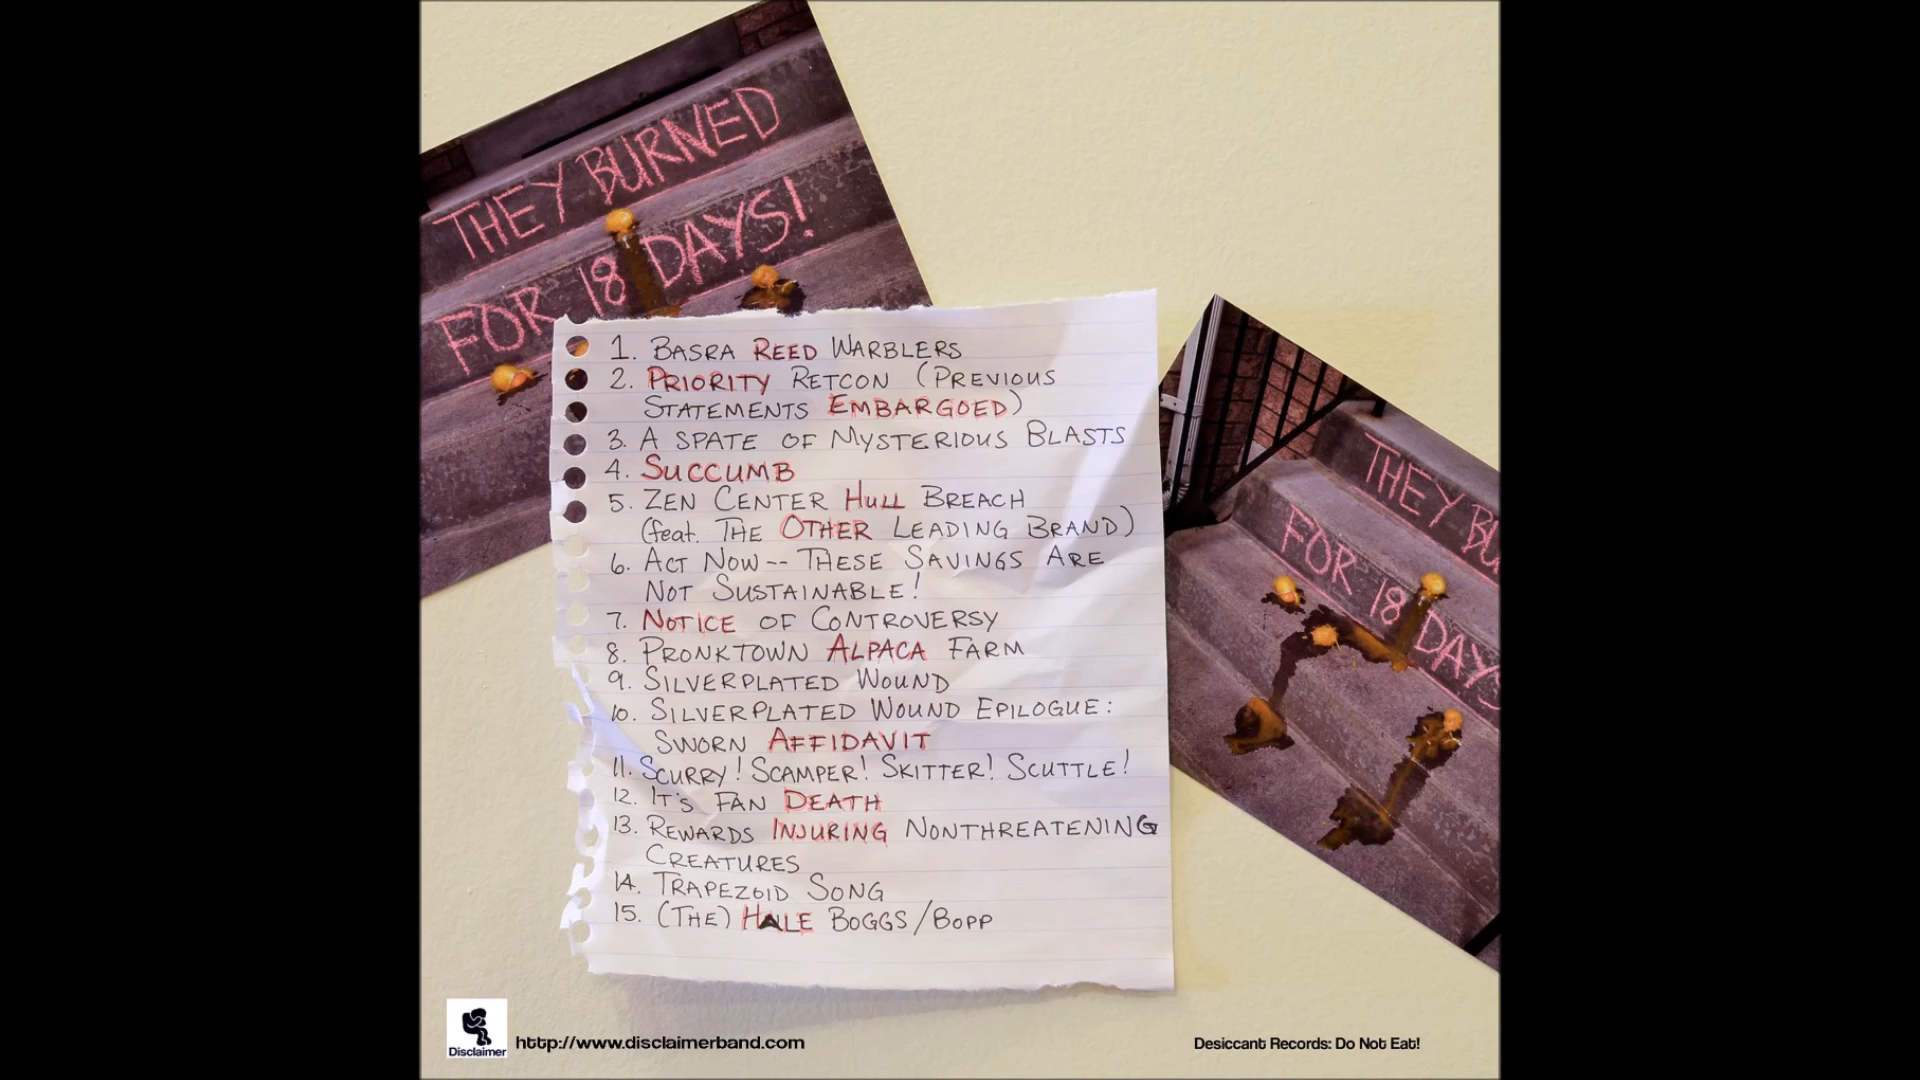 THEY BURNED
FOR 18 DAYS!
1. BASRA REED WARBLERS
2. PRIORITY RETCON (PREVIOUS
STATEMENTS EMBARGOED)
3. A SPATE OF MYSTERIOUS BLASTS
4. SUCCUMB
5. ZEN CENTER HULL BREACH
(feat. THE OTHER LEADING BRAND)
6. ACT NOW -- THESE SAVINGS ARE
NOT SUSTAINABLE!
7. NOTICE OF CONTROVERSY
8. PRONKTOWN ALPACA FARM
9. SILVERPLATED WOUND
10. SILVERPLATED WOUND EPILOGUE:
SWORN AFFIDAVIT
11. SCURRY! SCAMPER! SKITTER! SCUTTLE!
12. IT'S FAN DEATH
13. REWARDS INJURING NONTHREATENING
CREATURES
14. TRAPEZOID SONG
15. (THE) HALE BOGGS/BOPP
THEY BU
FOR 18 DAYS
Disclaimer
http://www.disclaimerband.com
Desiccant Records: Do Not Eat!